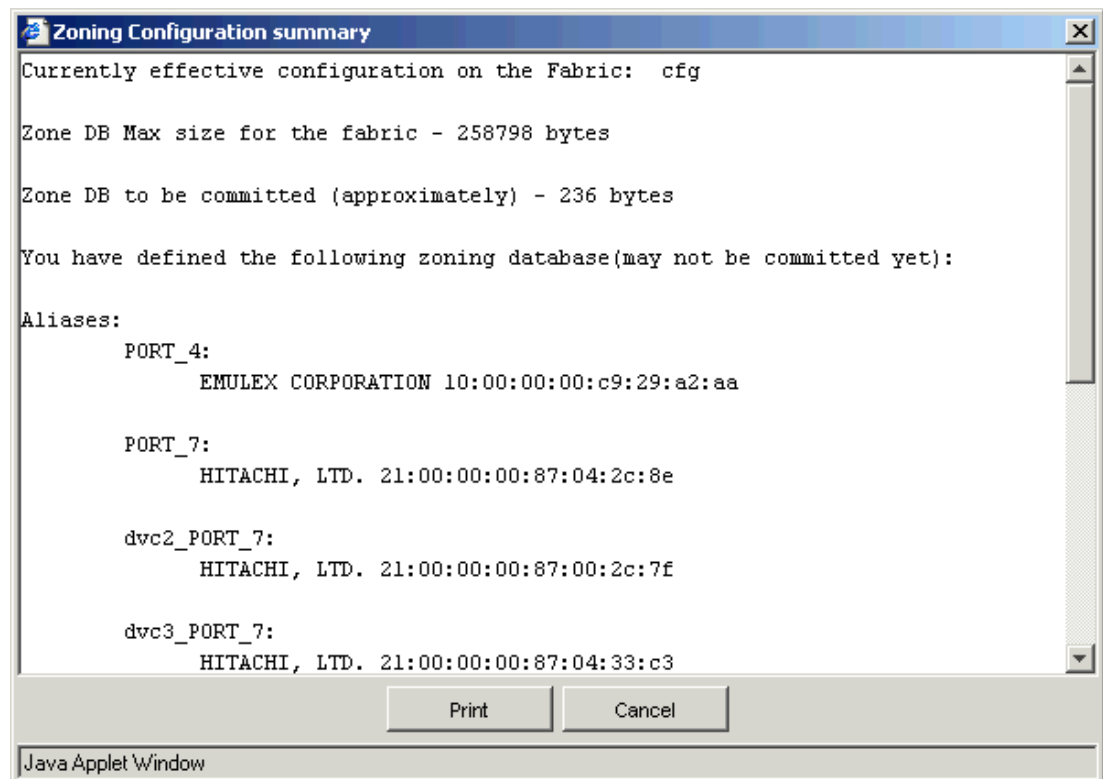 Zoning Configuration summary
Currently effective configuration on the Fabric:  cfg
Zone DB Max size for the fabric - 258798 bytes
Zone DB to be committed (approximately) - 236 bytes
You have defined the following zoning database(may not be committed yet):
Aliases:
PORT_4:
EMULEX CORPORATION 10:00:00:00:c9:29:a2:aa
PORT_7:
HITACHI, LTD. 21:00:00:00:87:04:2c:8e
dvc2_PORT_7:
HITACHI, LTD. 21:00:00:00:87:00:2c:7f
dvc3_PORT_7:
HITACHI, LTD. 21:00:00:00:87:04:33:c3
Print Cancel
Java Applet Window